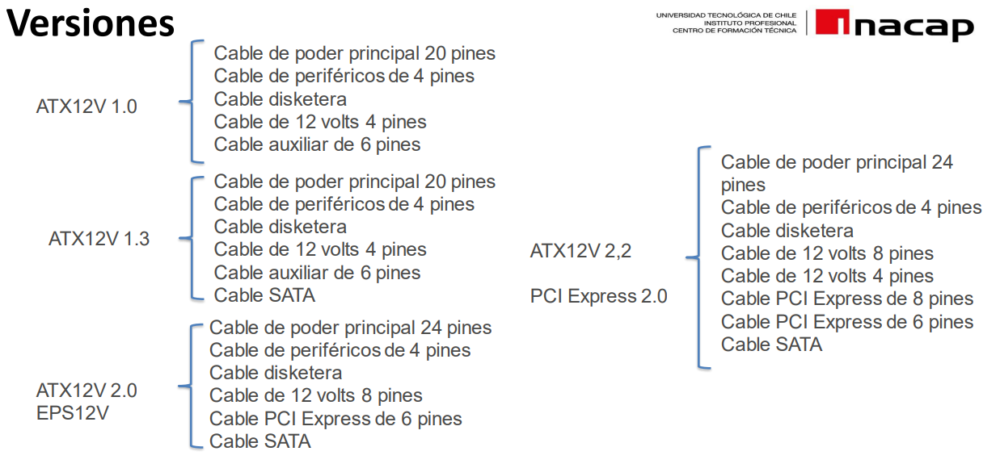 Versiones
UNIVERSIDAD TECNOLÓGICA DE CHILE
INSTITUTO PROFESIONAL
CENTRO DE FORMACIÓN TÉCNICA
inacap
ATX12V 1.0
Cable de poder principal 20 pines
Cable de periféricos de 4 pines
Cable disketera
Cable de 12 volts 4 pines
Cable auxiliar de 6 pines
ATX12V 1.3
Cable de poder principal 20 pines
Cable de periféricos de 4 pines
Cable disketera
Cable de 12 volts 4 pines
Cable auxiliar de 6 pines
Cable SATA
ATX12V 2.0
EPS12V
Cable de poder principal 24 pines
Cable de periféricos de 4 pines
Cable disketera
Cable de 12 volts 8 pines
Cable PCI Express de 6 pines
Cable SATA
ATX12V 2,2
PCI Express 2.0
Cable de poder principal 24
pines
Cable de periféricos de 4 pines
Cable disketera
Cable de 12 volts 8 pines
Cable de 12 volts 4 pines
Cable PCI Express de 8 pines
Cable PCI Express de 6 pines
Cable SATA